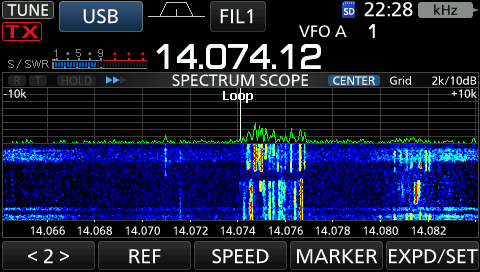 TUNE USB FIL1 SD 22:28 kHz
TX VFO A 1
1 5 9
S/SWR 14.074.12
R T HOLD SPECTRUM SCOPE CENTER Grid 2k/10dB
-10k Loop +10k
14.066 14.068 14.070 14.072 14.074 14.076 14.078 14.080 14.082
< 2 > REF SPEED MARKER EXPD/SET